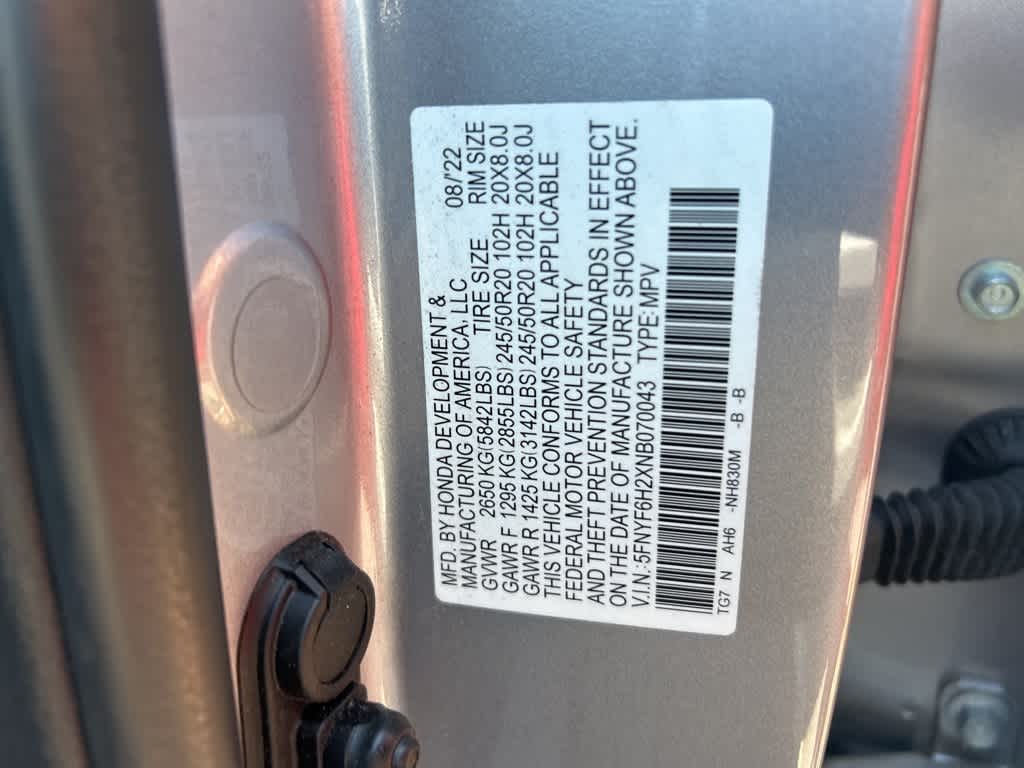 MFD. BY HONDA DEVELOPMENT &
MANUFACTURING OF AMERICA, LLC 08/'22
GVWR 2650 KG(5842LBS) TIRE SIZE RIM SIZE
GAWR F 1295 KG(2855LBS) 245/50R20 102H 20X8.0J
GAWR R 1425 KG(3142LBS) 245/50R20 102H 20X8.0J
THIS VEHICLE CONFORMS TO ALL APPLICABLE
FEDERAL MOTOR VEHICLE SAFETY
AND THEFT PREVENTION STANDARDS IN EFFECT
ON THE DATE OF MANUFACTURE SHOWN ABOVE.
V.I.N.:5FNYF6H2XNB070043 TYPE:MPV
TG7 N AH6 -NH830M -B -B